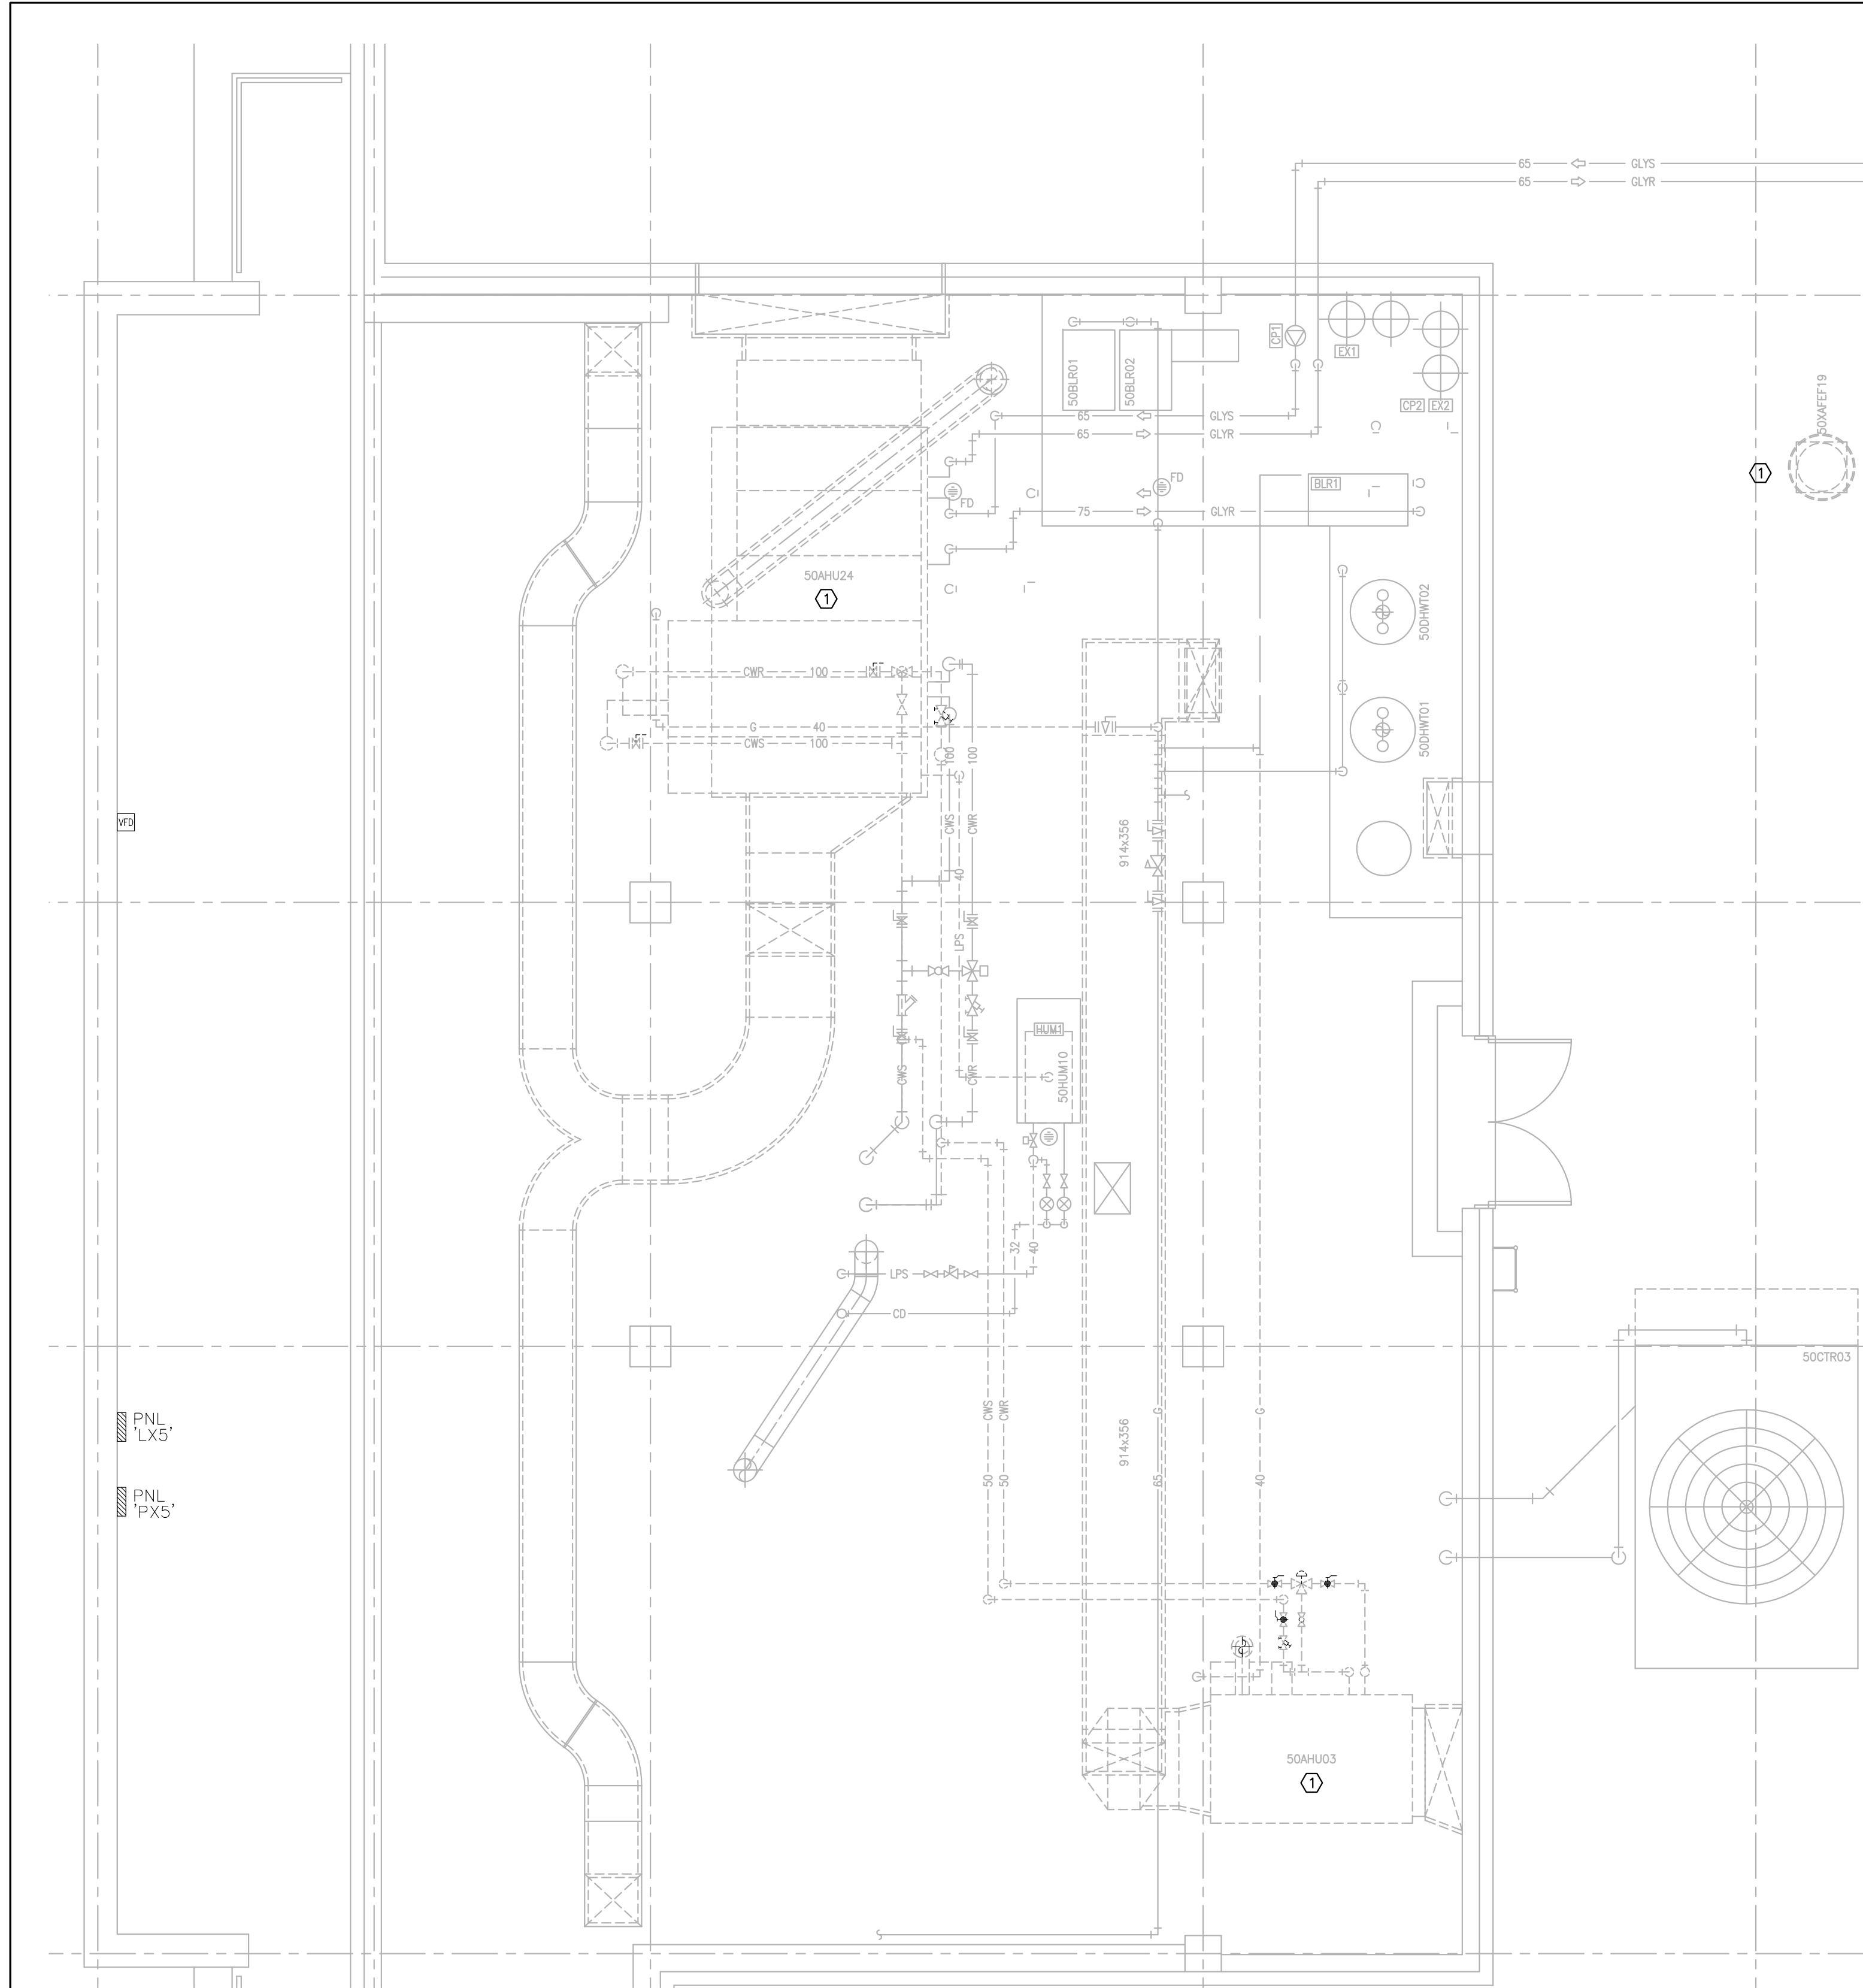 65 GLYS
65 GLYR
CP1
EX1
50BLR01
50BLR02
CP2
EX2
50XAFEF19
65 GLYS
65 GLYR
FD
BLR1
1
FD
75 GLYR
50AHU24
1
50DHWT02
CWR 100
G 40
CWS 100
50DHWT01
100
100
VFD
CWS
CWR
914x356
40
LPS
HUM1
50HUM10
CWS
CWR
32
40
LPS
CD
50CTR03
PNL
'LX5'
CWS
CWR
914x356
G
G
50
50
65
40
PNL
'PX5'
50AHU03
1